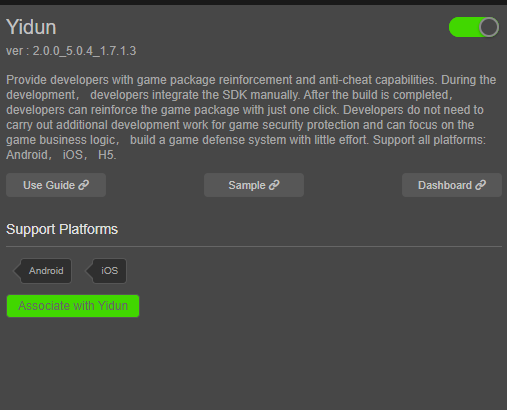 Yidun
ver : 2.0.0_5.0.4_1.7.1.3
Provide developers with game package reinforcement and anti-cheat capabilities. During the
development， developers integrate the SDK manually. After the build is completed，
developers can reinforce the game package with just one click. Developers do not need to
carry out additional development work for game security protection and can focus on the
game business logic， build a game defense system with little effort. Support all platforms:
Android， iOS， H5.
Use Guide
Sample
Dashboard
Support Platforms
Android
iOS
Associate with Yidun